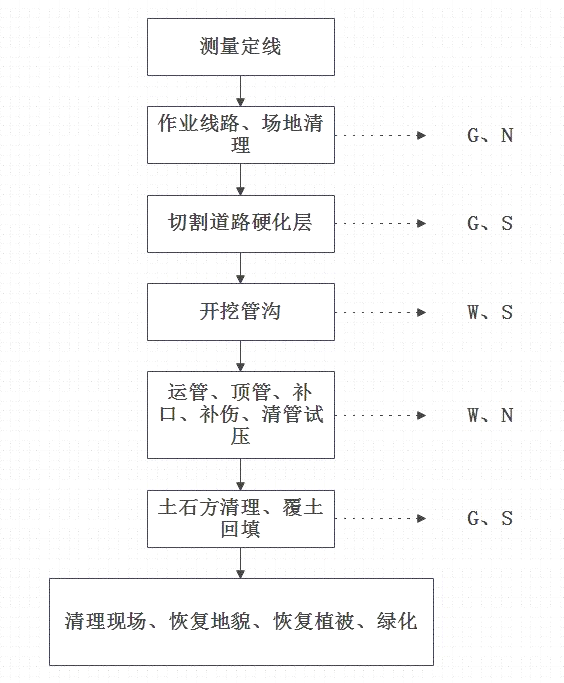 测量定线
作业线路、场地清
理
G、N
切割道路硬化层
G、S
开挖管沟
W、S
运管、顶管、补
口、补伤、清管试
压
W、N
土石方清理、覆土
回填
G、S
清理现场、恢复地貌、恢复植被、绿化